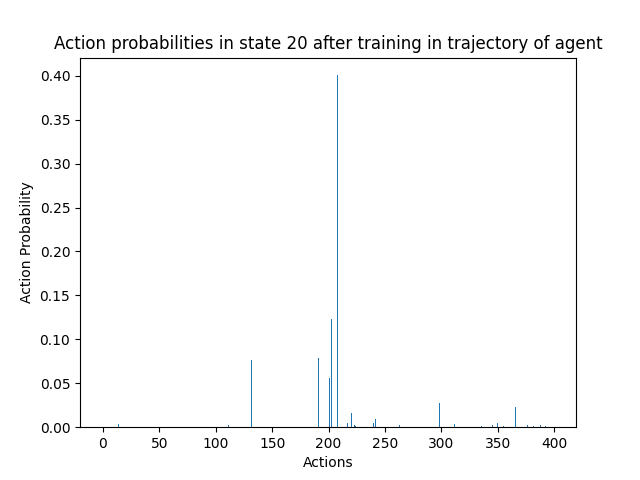 Action probabilities in state 20 after training in trajectory of agent
0.40
0.35
0.30
0.25
0.20
0.15
0.10
0.05
0.00
Action Probability
0 50 100 150 200 250 300 350 400
Actions